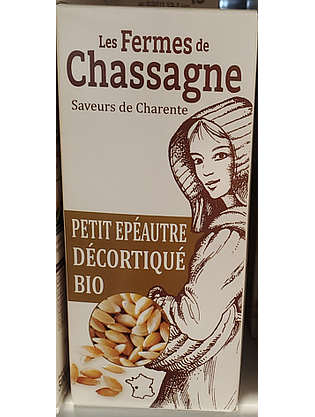 Les Fermes de
Chassagne
Saveurs de Charente
PETIT EPÉAUTRE
DÉCORTIQUÉ
BIO